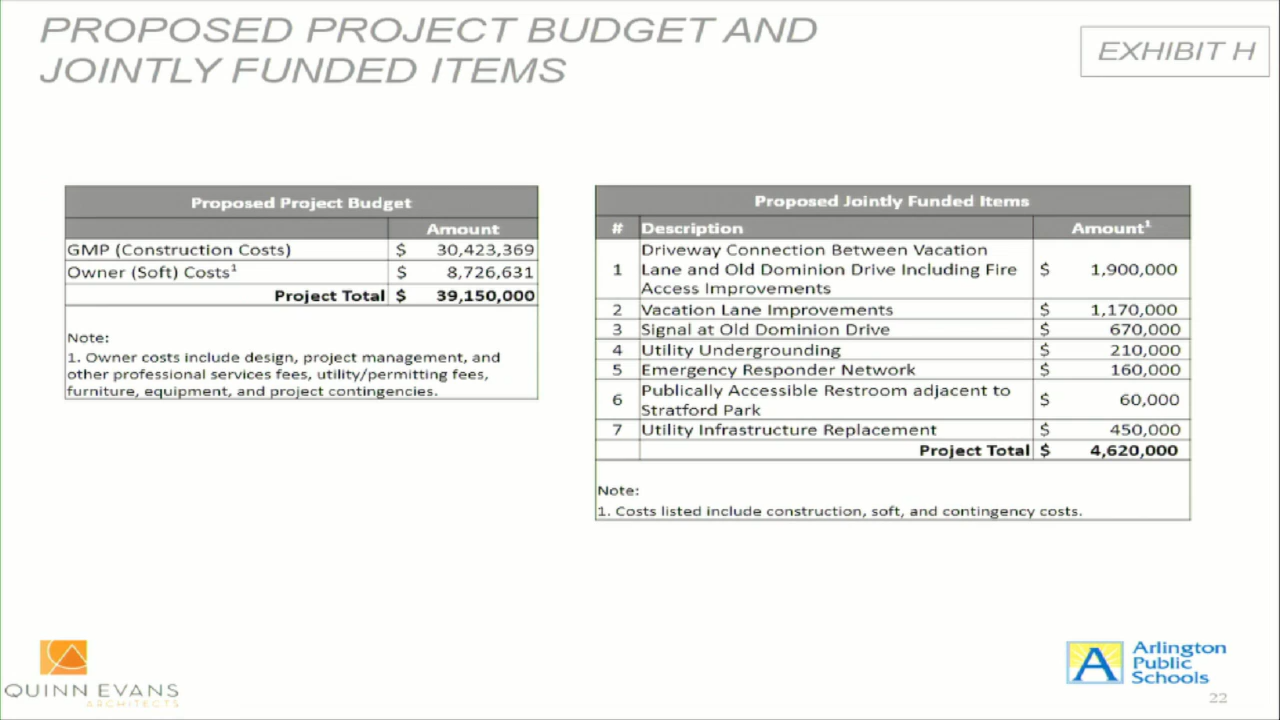 PROPOSED PROJECT BUDGET AND
JOINTLY FUNDED ITEMS
EXHIBIT H
Proposed Project Budget
Amount
GMP (Construction Costs) $ 30,423,369
Owner (Soft) Costs¹ $ 8,726,631
Project Total $ 39,150,000
Note:
1. Owner costs include design, project management, and
other professional services fees, utility/permitting fees,
furniture, equipment, and project contingencies.
Proposed Jointly Funded Items
# Description Amount¹
Driveway Connection Between Vacation
1 Lane and Old Dominion Drive Including Fire $ 1,900,000
Access Improvements
2 Vacation Lane Improvements $ 1,170,000
3 Signal at Old Dominion Drive $ 670,000
4 Utility Undergrounding $ 210,000
5 Emergency Responder Network $ 160,000
6 Publically Accessible Restroom adjacent to $ 60,000
Stratford Park
7 Utility Infrastructure Replacement $ 450,000
Project Total $ 4,620,000
Note:
1. Costs listed include construction, soft, and contingency costs.
QUINN EVANS
ARCHITECTS
A
Arlington
Public
Schools
22